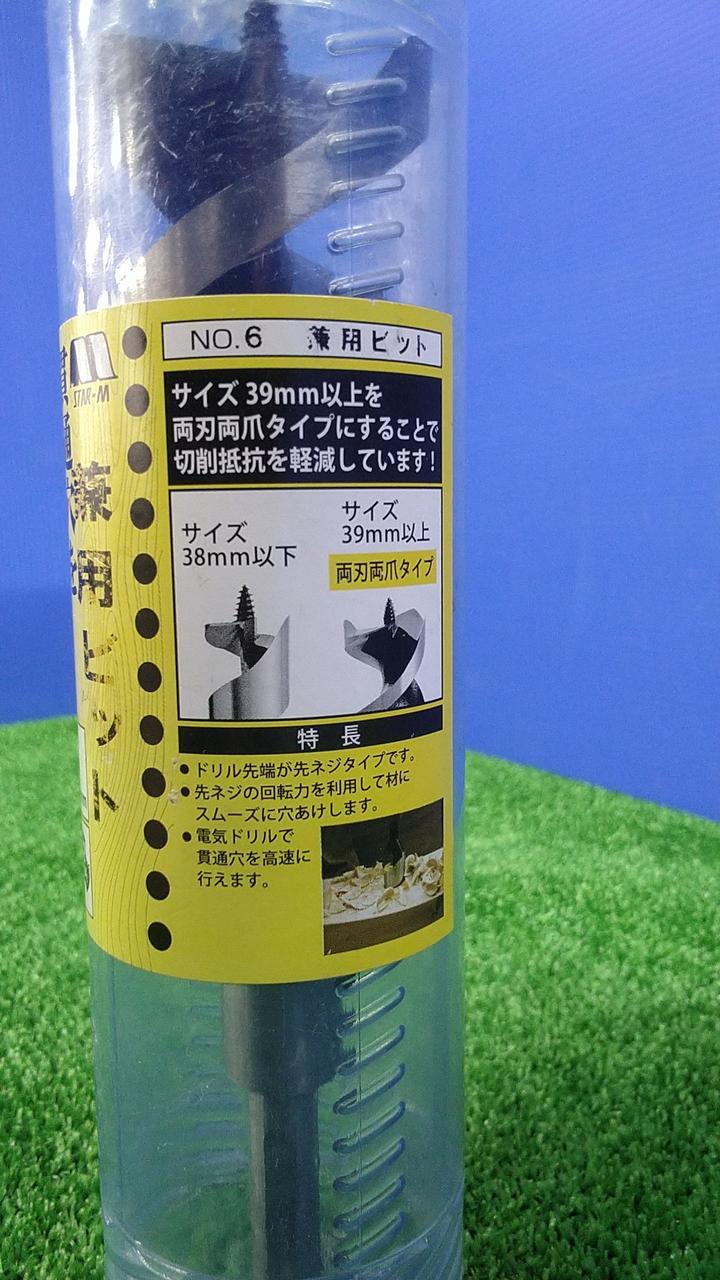 STAR-M
兼用ビット
NO.6 兼用ビット
サイズ 39mm以上を
両刃両爪タイプにすることで
切削抵抗を軽減しています!
サイズ
38mm以下
サイズ
39mm以上
両刃両爪タイプ
特長
●ドリル先端が先ネジタイプです。
●先ネジの回転力を利用して材に
スムーズに穴あけします。
●電気ドリルで
貫通穴を高速に
行えます。